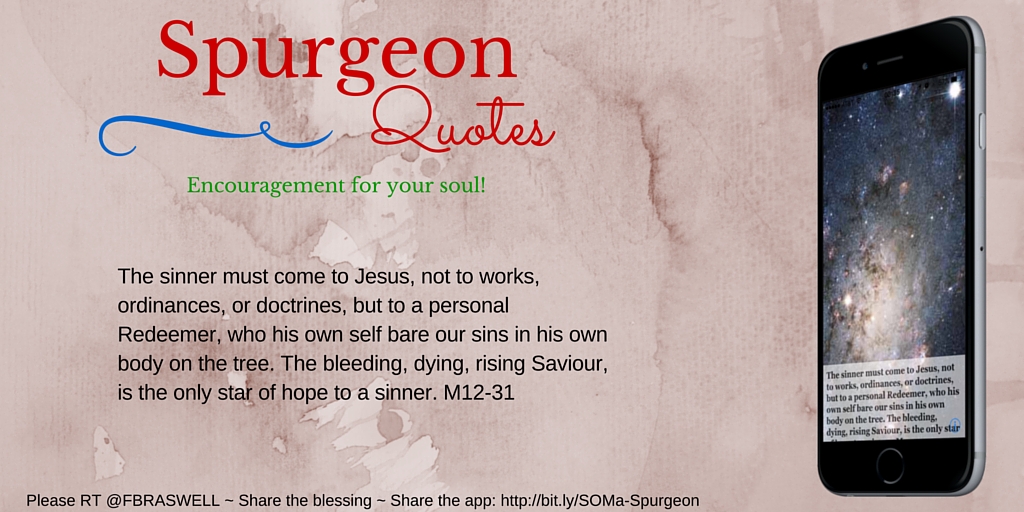 Spurgeon
Quotes
Encouragement for your soul!
The sinner must come to Jesus, not to works,
ordinances, or doctrines, but to a personal
Redeemer, who his own self bare our sins in his own
body on the tree. The bleeding, dying, rising Saviour,
is the only star of hope to a sinner. M12-31
The sinner must come to Jesus, not
to works, ordinances, or doctrines,
but to a personal Redeemer, who his
own self bare our sins in his own
body on the tree. The bleeding,
dying, rising Saviour, is the only star
Please RT @FBRASWELL ~ Share the blessing ~ Share the app: http://bit.ly/SOMa-Spurgeon